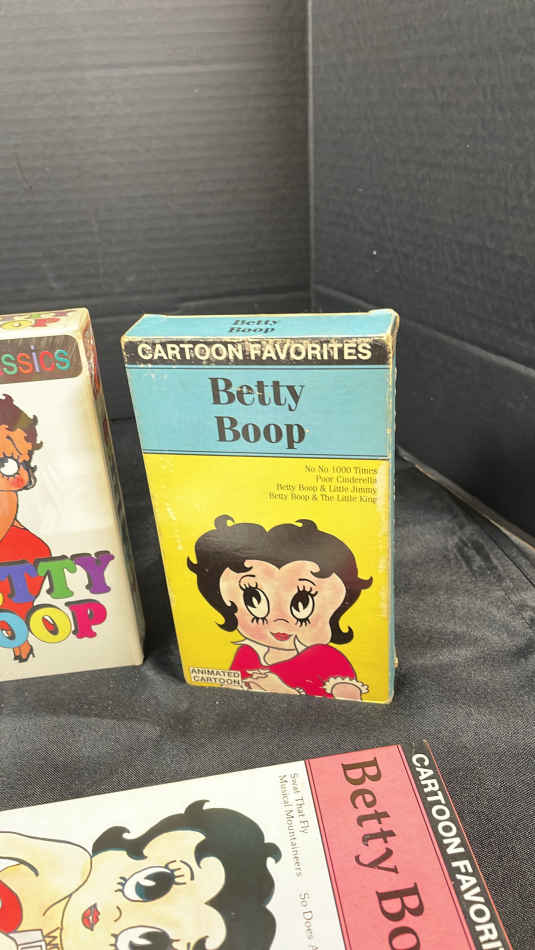 Betty
Boop
CARTOON FAVORITES
Betty
Boop
No No 1000 Times
Poor Cinderella
Betty Boop & Little Jimmy
Betty Boop & The Little King
ANIMATED
CARTOON
ssics
TTY
OOP
Swat That Fly
Musical Mountaineers
So Does A
Betty Bo
CARTOON FAVOR